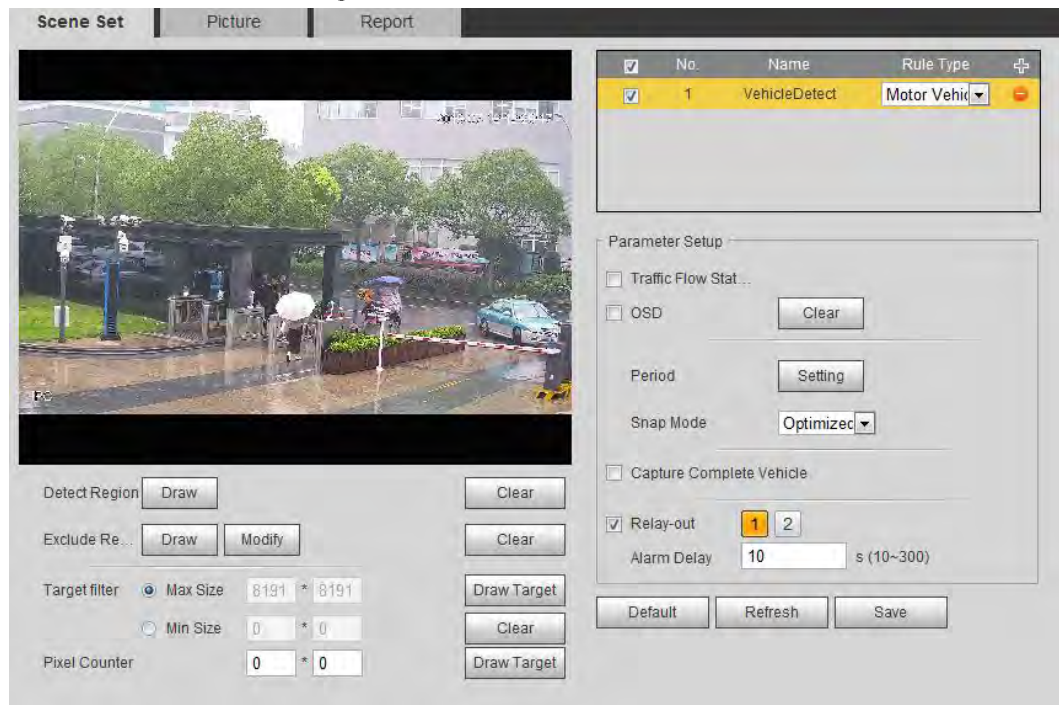 Scene Set Picture Report
No. Name Rule Type
1 VehicleDetect Motor Vehic
Parameter Setup
Traffic Flow Stat...
OSD Clear
Period Setting
Snap Mode Optimizec
Capture Complete Vehicle
Relay-out 1 2
Alarm Delay 10 s (10~300)
Default Refresh Save
Detect Region Draw Clear
Exclude Re... Draw Modify Clear
Target filter Max Size 8191 * 8191 Draw Target
Min Size 0 * 0 Clear
Pixel Counter 0 * 0 Draw Target